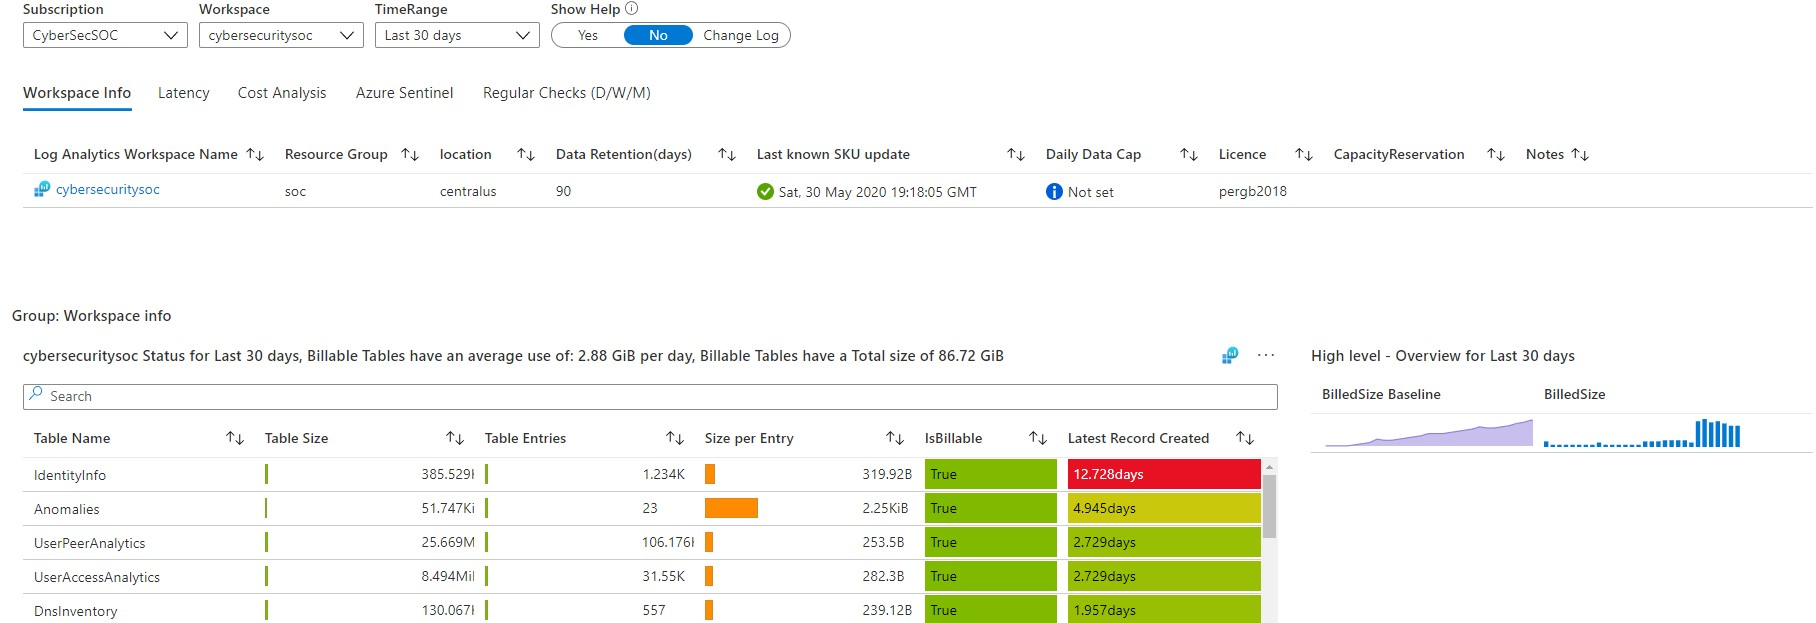 Subscription Workspace TimeRange Show Help
CyberSecSOC cybersecuritysoc Last 30 days Yes No Change Log
Workspace Info Latency Cost Analysis Azure Sentinel Regular Checks (D/W/M)
Log Analytics Workspace Name Resource Group location Data Retention(days) Last known SKU update Daily Data Cap Licence CapacityReservation Notes
cybersecuritysoc soc centralus 90 Sat, 30 May 2020 19:18:05 GMT Not set pergb2018
Group: Workspace info
cybersecuritysoc Status for Last 30 days, Billable Tables have an average use of: 2.88 GiB per day, Billable Tables have a Total size of 86.72 GiB ...
High level - Overview for Last 30 days
Search
BilledSize Baseline BilledSize
Table Name Table Size Table Entries Size per Entry IsBillable Latest Record Created
IdentityInfo 385.529 1.234K 319.92B True 12.728days
Anomalies 51.747Ki 23 2.25KiB True 4.945days
UserPeerAnalytics 25.669M 106.176 253.5B True 2.729days
UserAccessAnalytics 8.494Mi 31.55K 282.3B True 2.729days
DnsInventory 130.067 557 239.12B True 1.957days